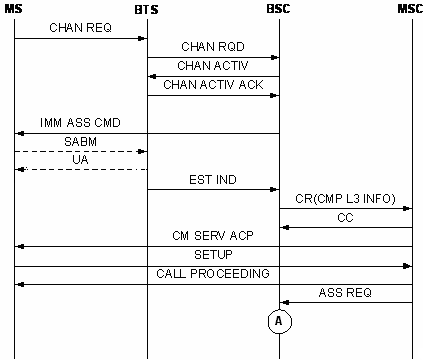 MS BTS BSC MSC
CHAN REQ
CHAN RQD
CHAN ACTIV
CHAN ACTIV ACK
IMM ASS CMD
SABM
UA
EST IND
CR(CMP L3 INFO)
CC
CM SERV ACP
SETUP
CALL PROCEEDING
ASS REQ
A